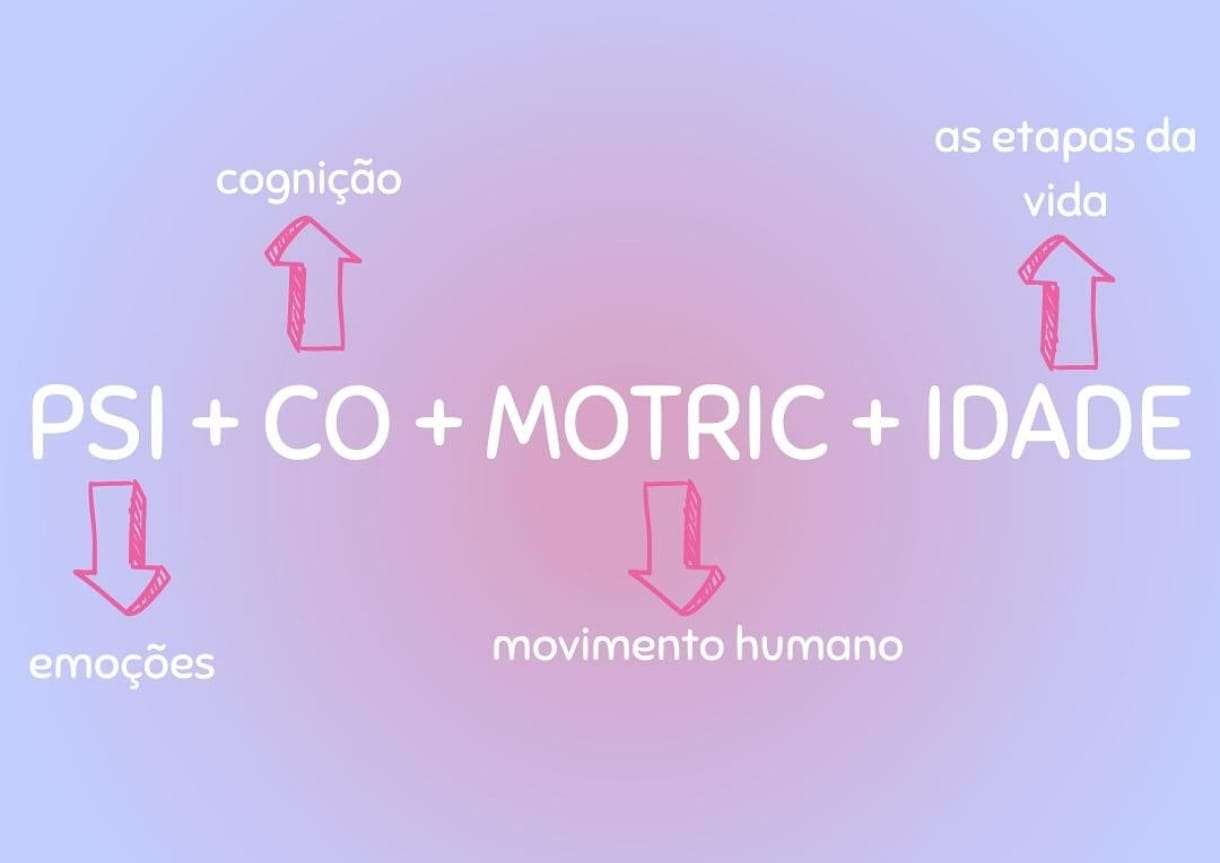 as etapas da
vida
cognição
PSI + CO + MOTRIC + IDADE
emoções
movimento humano